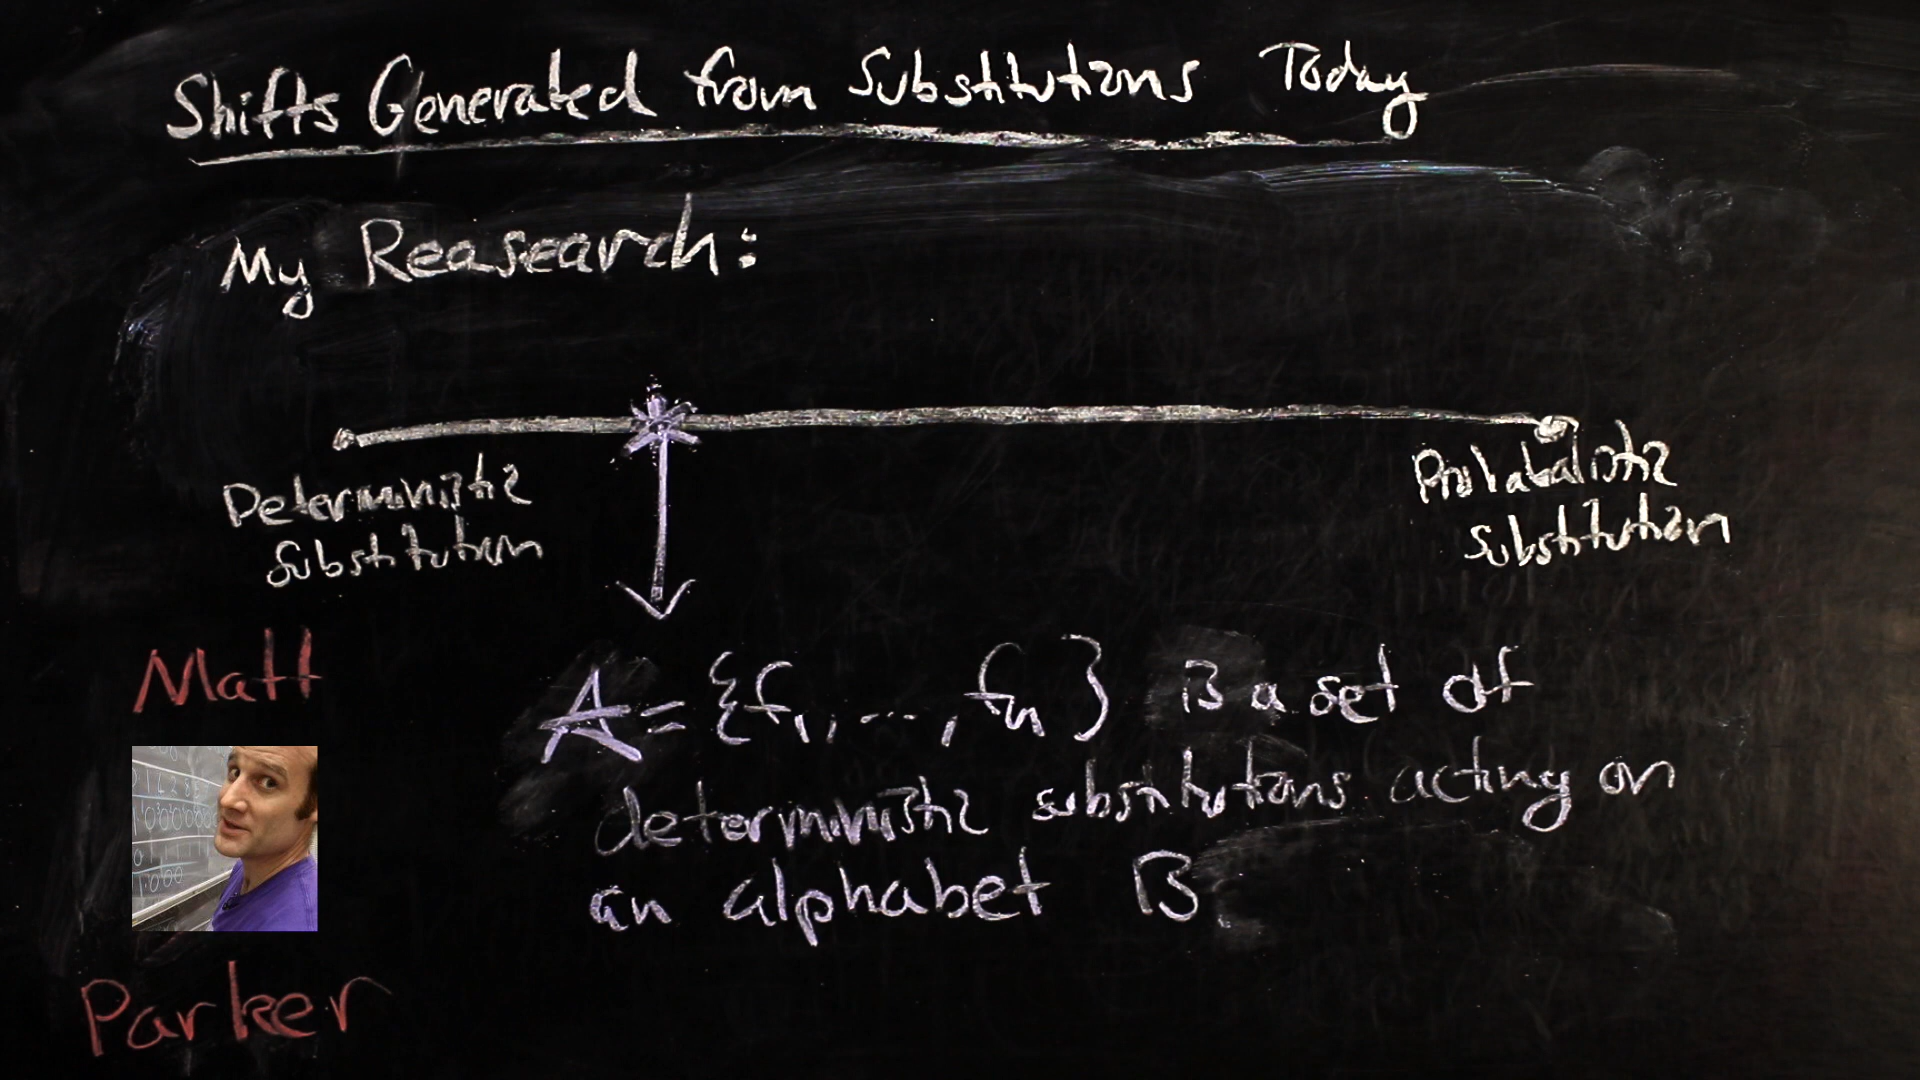 Shifts Generated from Substitutions Today
My Reasearch:
Deterministic
Substitution
Probabalistic
Substitution
Matt
A = {f₁, ..., fₙ} is a set of
deterministic substitutions acting on
an alphabet B
Parker